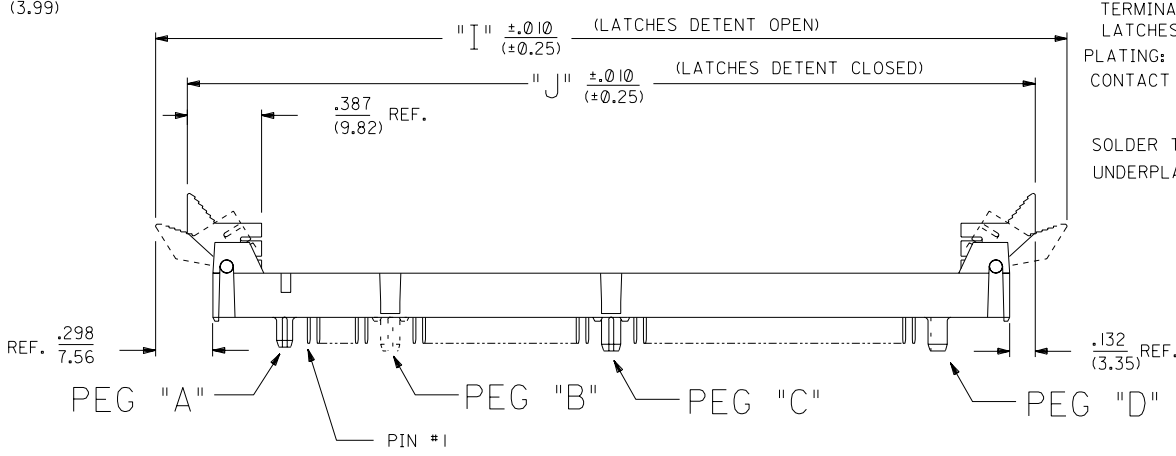 (3.99)
"I" ±.010 (±0.25) (LATCHES DETENT OPEN)
"J" ±.010 (±0.25) (LATCHES DETENT CLOSED)
.387 (9.82) REF.
TERMINA
LATCHES
PLATING:
CONTACT
SOLDER T
UNDERPLA
REF. .298 7.56
.132 (3.35) REF.
PEG "A"
PEG "B"
PEG "C"
PEG "D"
PIN #1